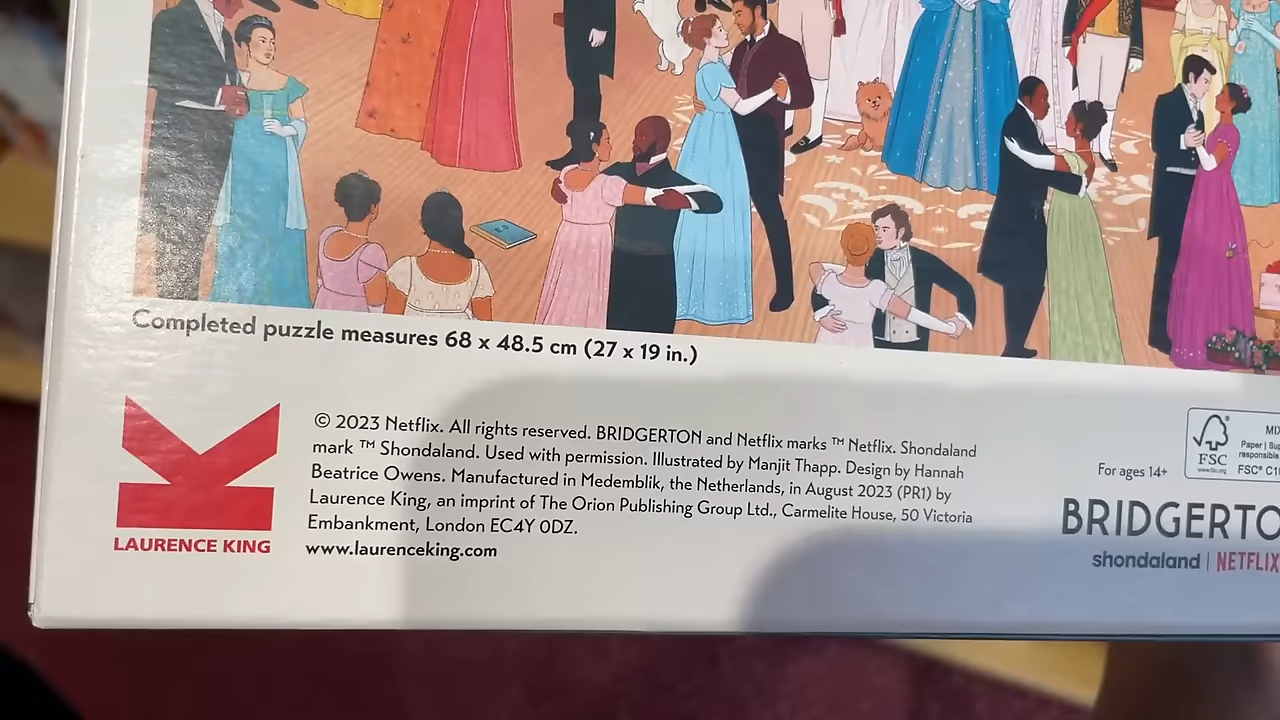 Completed puzzle measures 68 x 48.5 cm (27 x 19 in.)
© 2023 Netflix. All rights reserved. BRIDGERTON and Netflix marks ™ Netflix. Shondaland
mark ™ Shondaland. Used with permission. Illustrated by Manjit Thapp. Design by Hannah
Beatrice Owens. Manufactured in Medemblik, the Netherlands, in August 2023 (PR1) by
Laurence King, an imprint of The Orion Publishing Group Ltd., Carmelite House, 50 Victoria
Embankment, London EC4Y 0DZ.
www.laurenceking.com
LAURENCE KING
For ages 14+
FSC
www.fsc.org
MIX
Paper | Sup
responsible
FSC® C1
BRIDGERTO
shondaland | NETFLIX